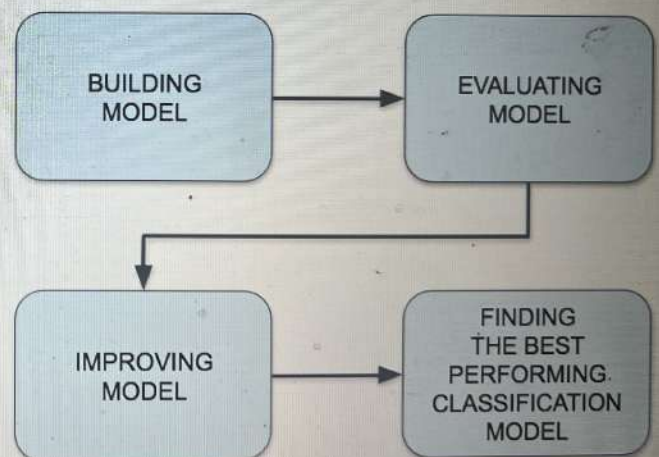 BUILDING
MODEL
EVALUATING
MODEL
IMPROVING
MODEL
FINDING
THE BEST
PERFORMING
CLASSIFICATION
MODEL